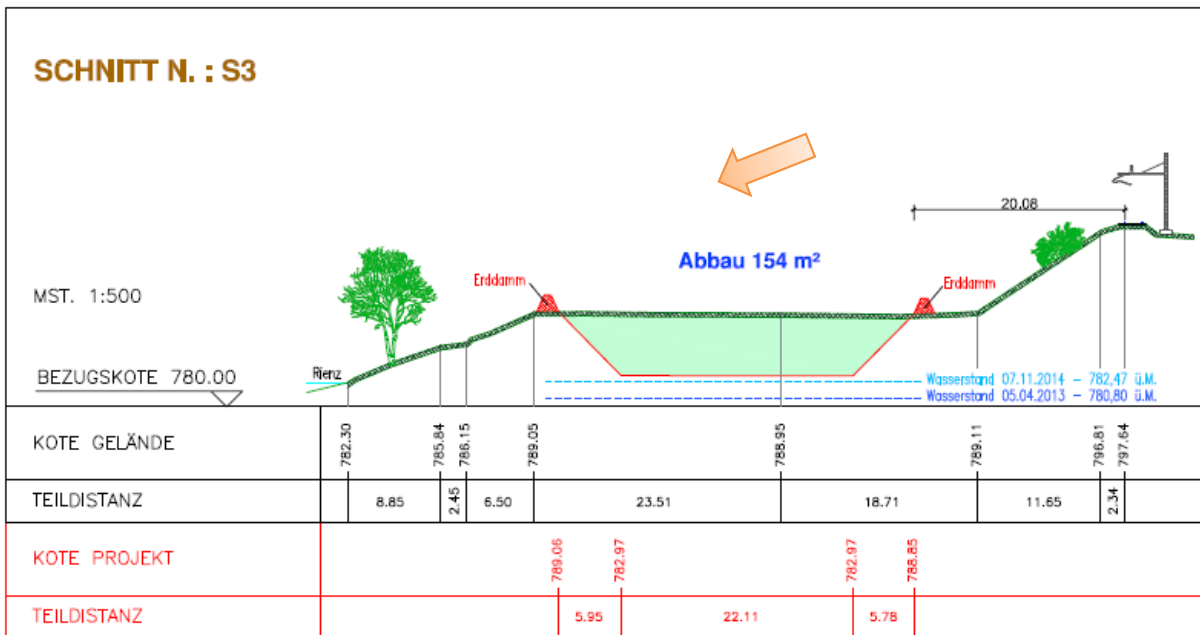 SCHNITT N. : S3
20.08
Abbau 154 m²
Erddamm
Erddamm
MST. 1:500
Rienz
BEZUGSKOTE 780.00
Wasserstand 07.11.2014 - 782,47 ü.M.
Wasserstand 05.04.2013 - 780,80 ü.M.
KOTE GELÄNDE 782.30 785.84 786.15 789.05 788.95 789.11 796.81 797.64
TEILDISTANZ 8.85 2.45 6.50 23.51 18.71 11.65 2.34
KOTE PROJEKT 789.06 782.97 782.97 788.85
TEILDISTANZ 5.95 22.11 5.78